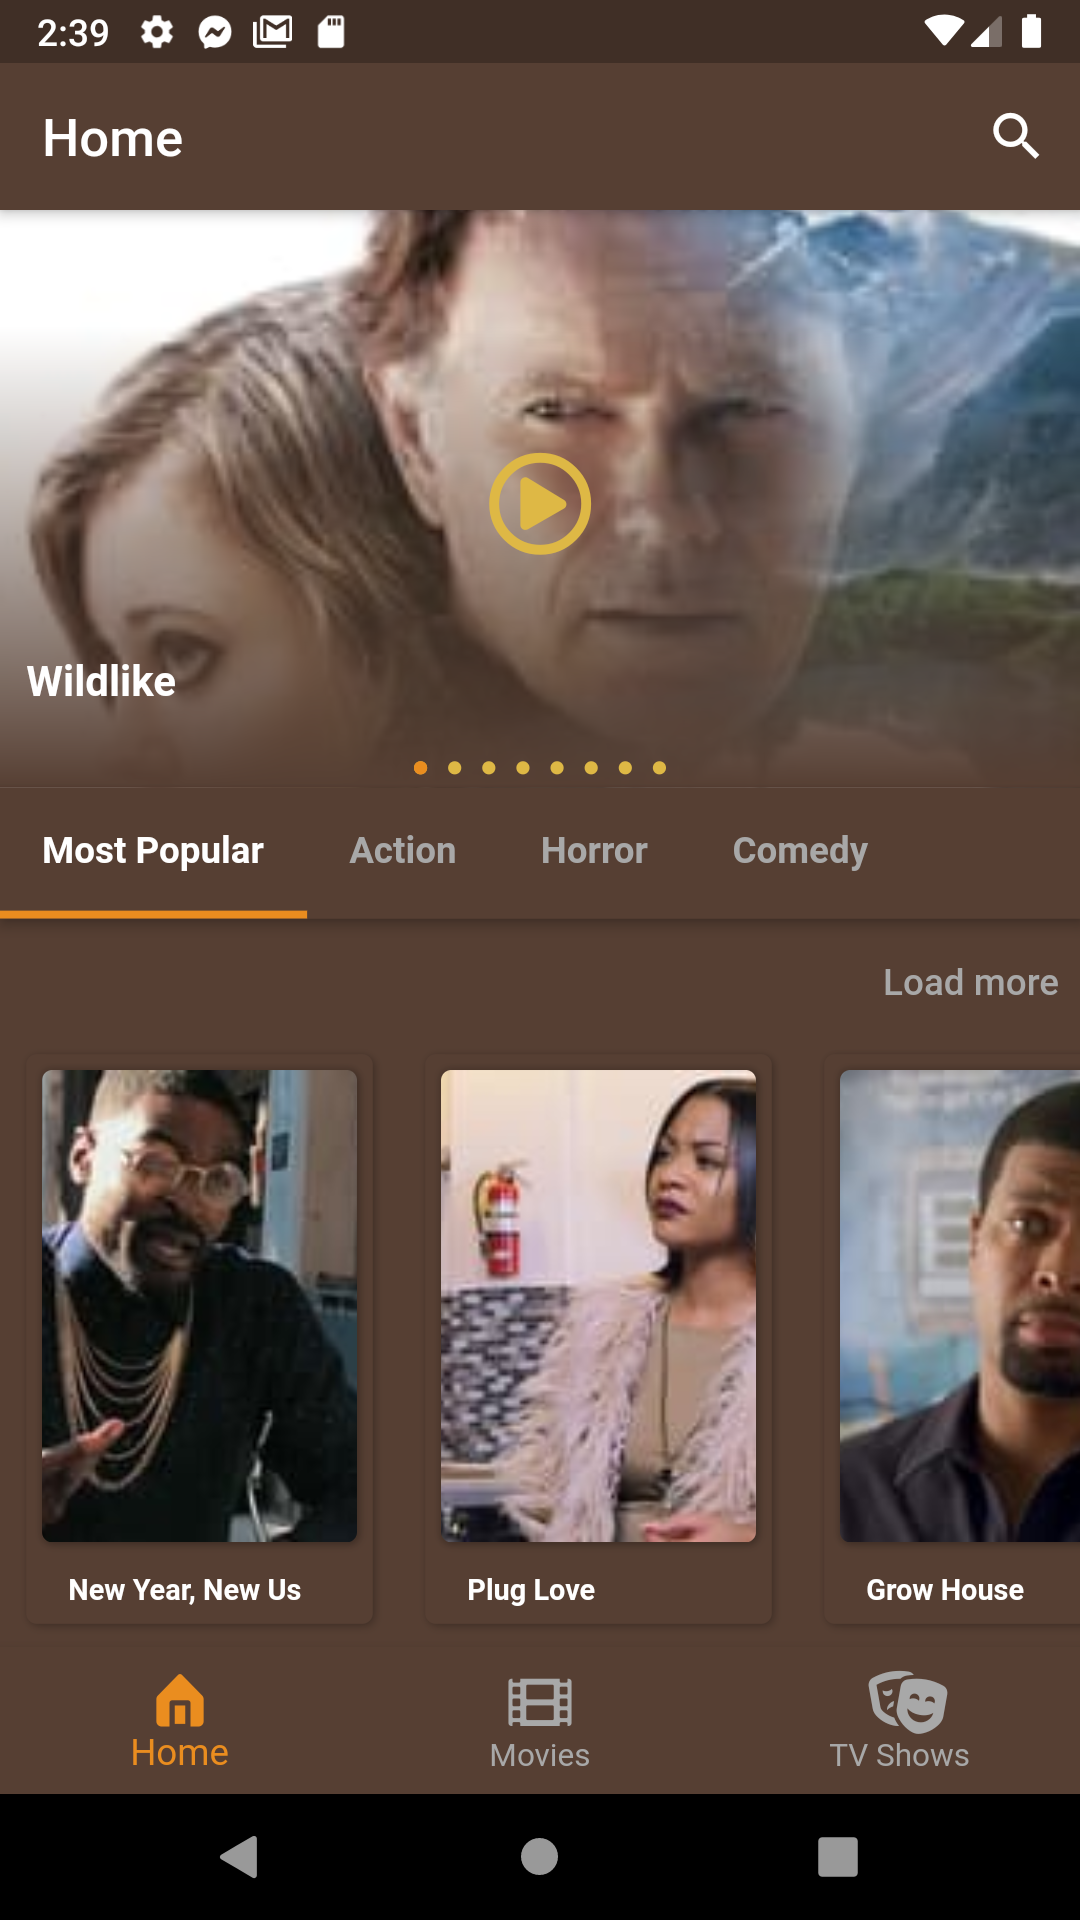 2:39
Home
Wildlike
Most Popular
Action
Horror
Comedy
Load more
New Year, New Us
Plug Love
Grow House
Home
Movies
TV Shows